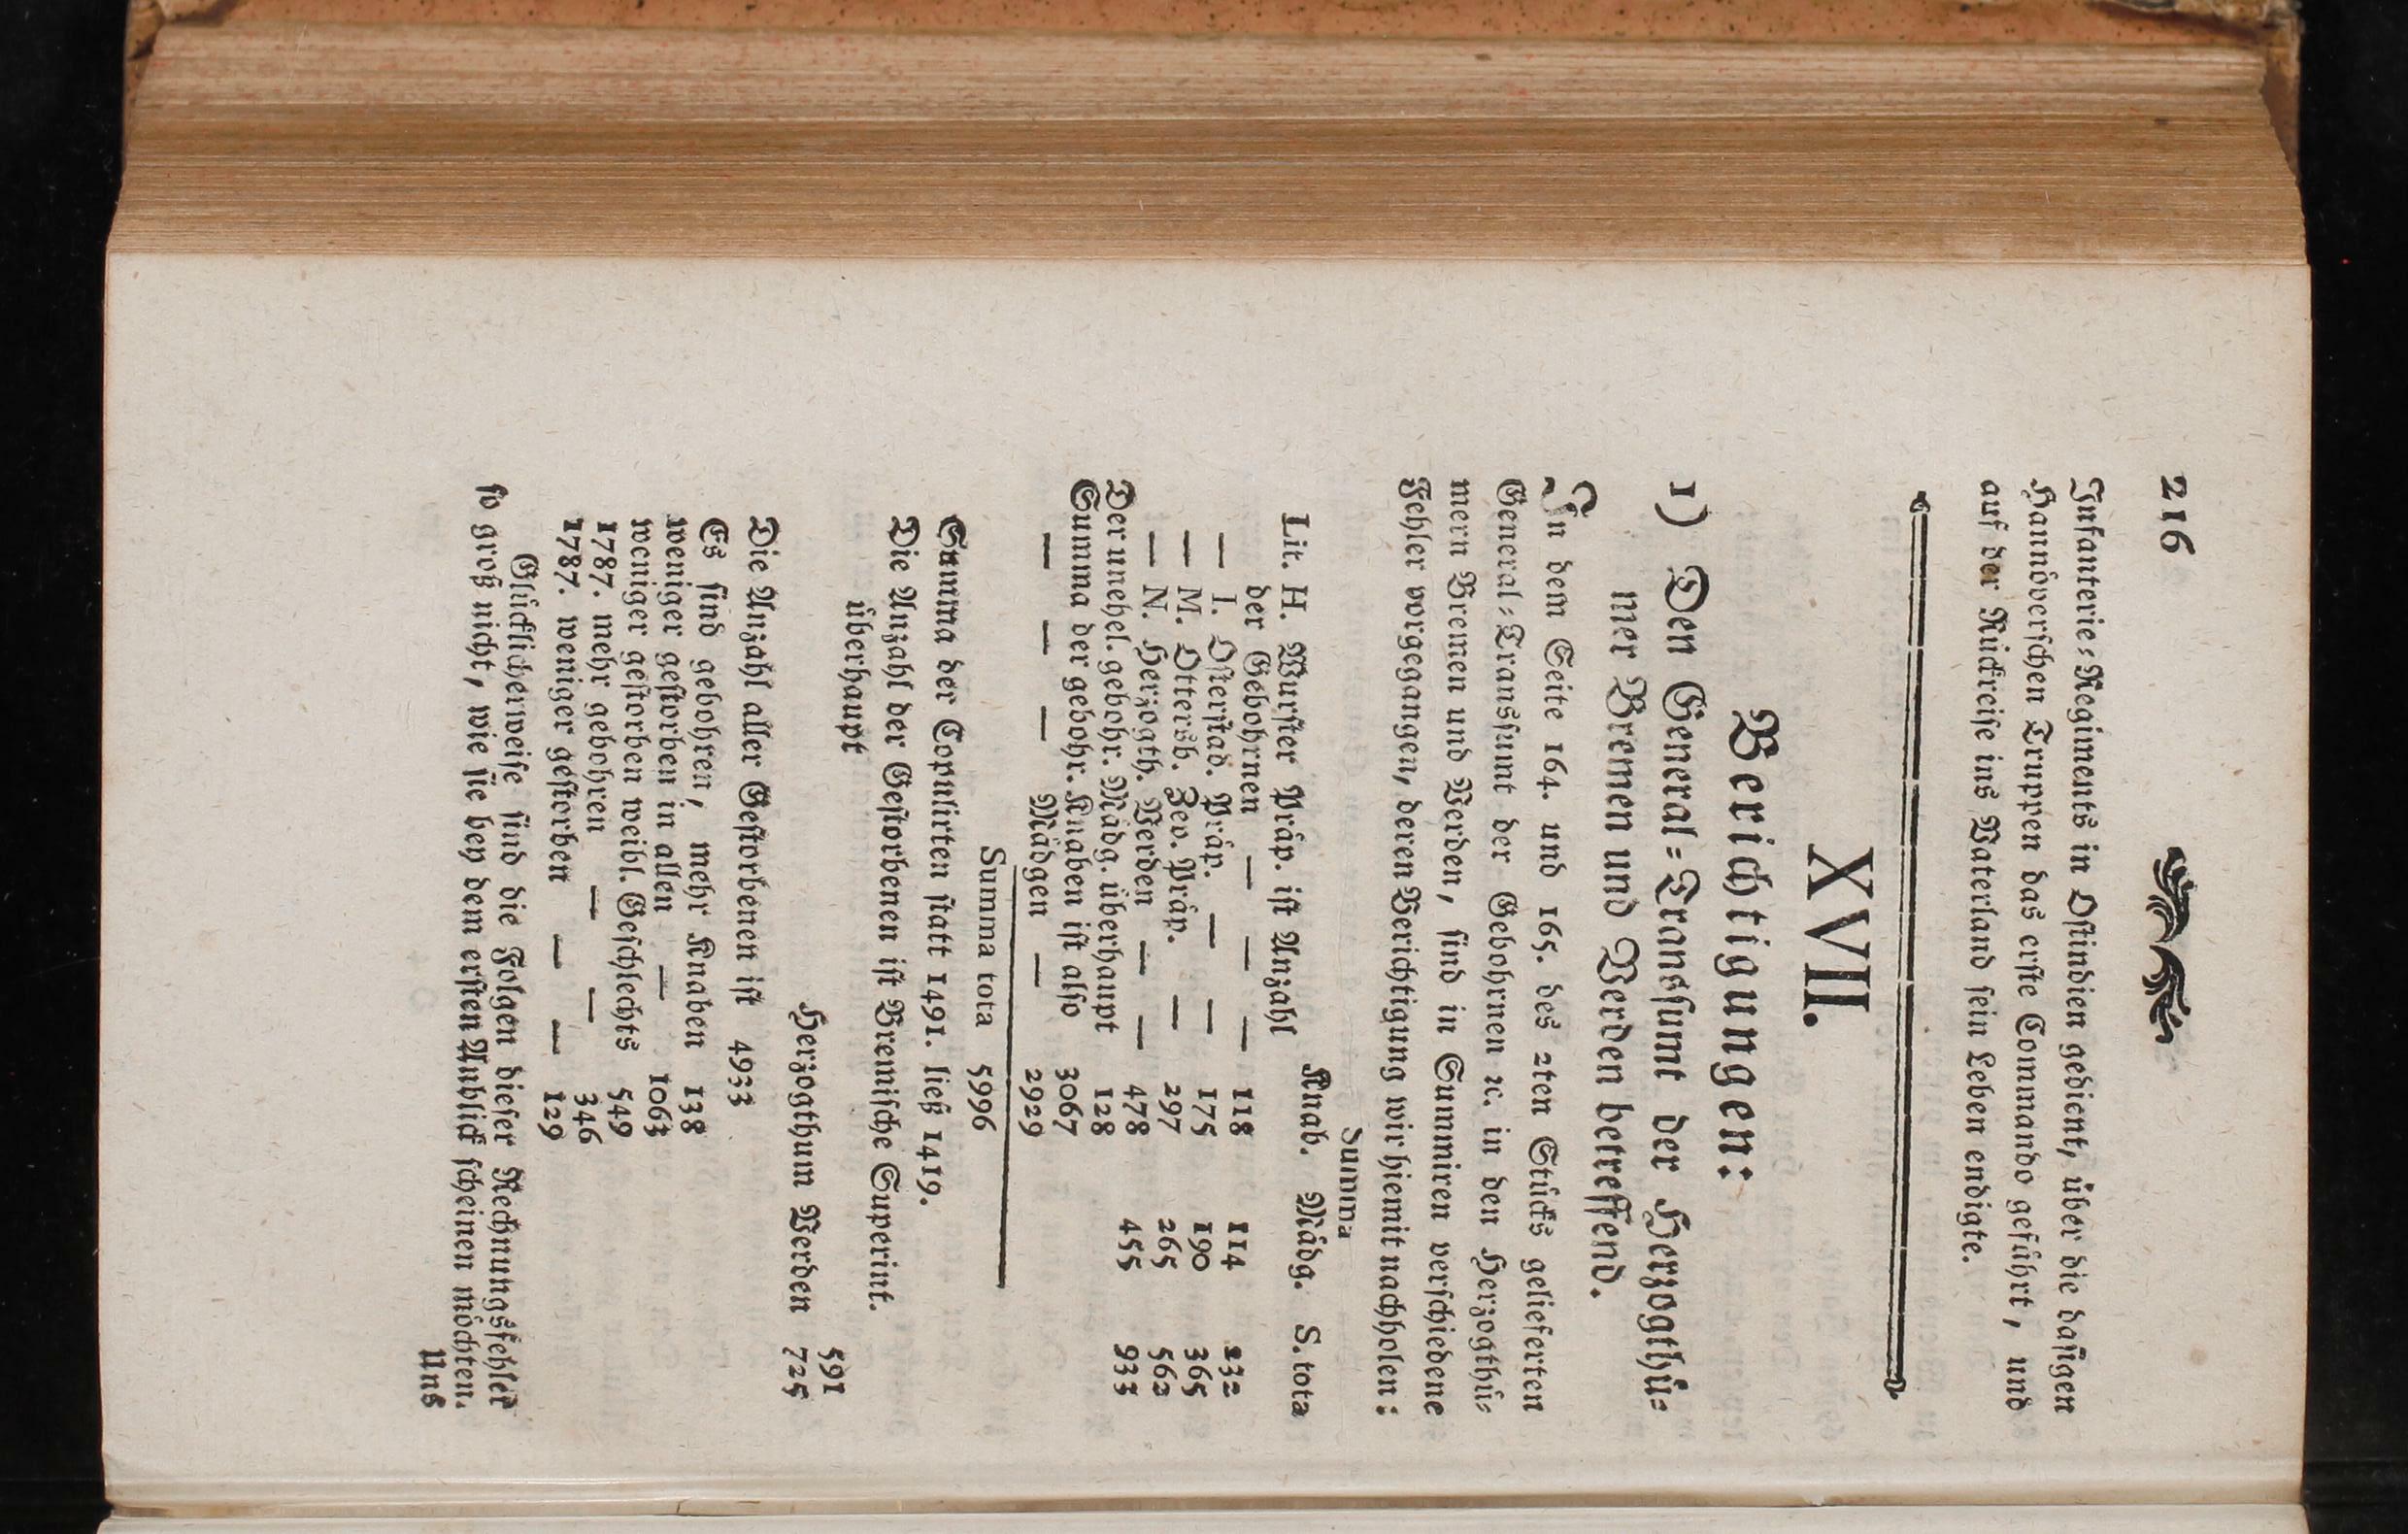 216
Infanterie-Regiments in Ostindien gedient, über die dasigen
Hannöverschen Truppen das erste Commando geführt, und
auf der Rückreise ins Vaterland sein Leben endigte.
XVII.
Berichtigungen:
1) Den General-Transsumt der Herzogthü-
mer Bremen und Verden betreffend.
In dem Seite 164. und 165. des 2ten Stücks gelieferten
General-Transsumt der Gebohrnen ꝛc. in den Herzogthü-
mern Bremen und Verden, sind in Summiren verschiedene
Fehler vorgegangen, deren Berichtigung wir hiemit nachholen:
Summa
Lit. H. Wurster Präp. ist Anzahl Knab. Mädg. S. tota
der Gebohrnen — — — 118 114 232
— I. Osterstad. Präp. — — 175 190 365
— M. Ottersb. Zev. Präp. — 297 265 562
— N. Herzogth. Verden — — 478 455 933
Der unehel. gebohr. Mädg. überhaupt 128
Summa der gebohr. Knaben ist also 3067
— — — Mädgen — 2929
Summa tota 5996
Summa der Copulirten statt 1491. ließ 1419.
Die Anzahl der Gestorbenen ist Bremische Superint.
überhaupt 591
Herzogthum Verden 725
Die Anzahl aller Gestorbenen ist 4933
Es sind gebohren, mehr Knaben 138
weniger gestorben in allen — 1063
weniger gestorben weibl. Geschlechts 549
1787. mehr gebohren — — 346
1787. weniger gestorben — — 129
Glücklicherweise sind die Folgen dieser Rechnungsfehler
so groß nicht, wie sie bey dem ersten Anblick scheinen möchten.
Uns